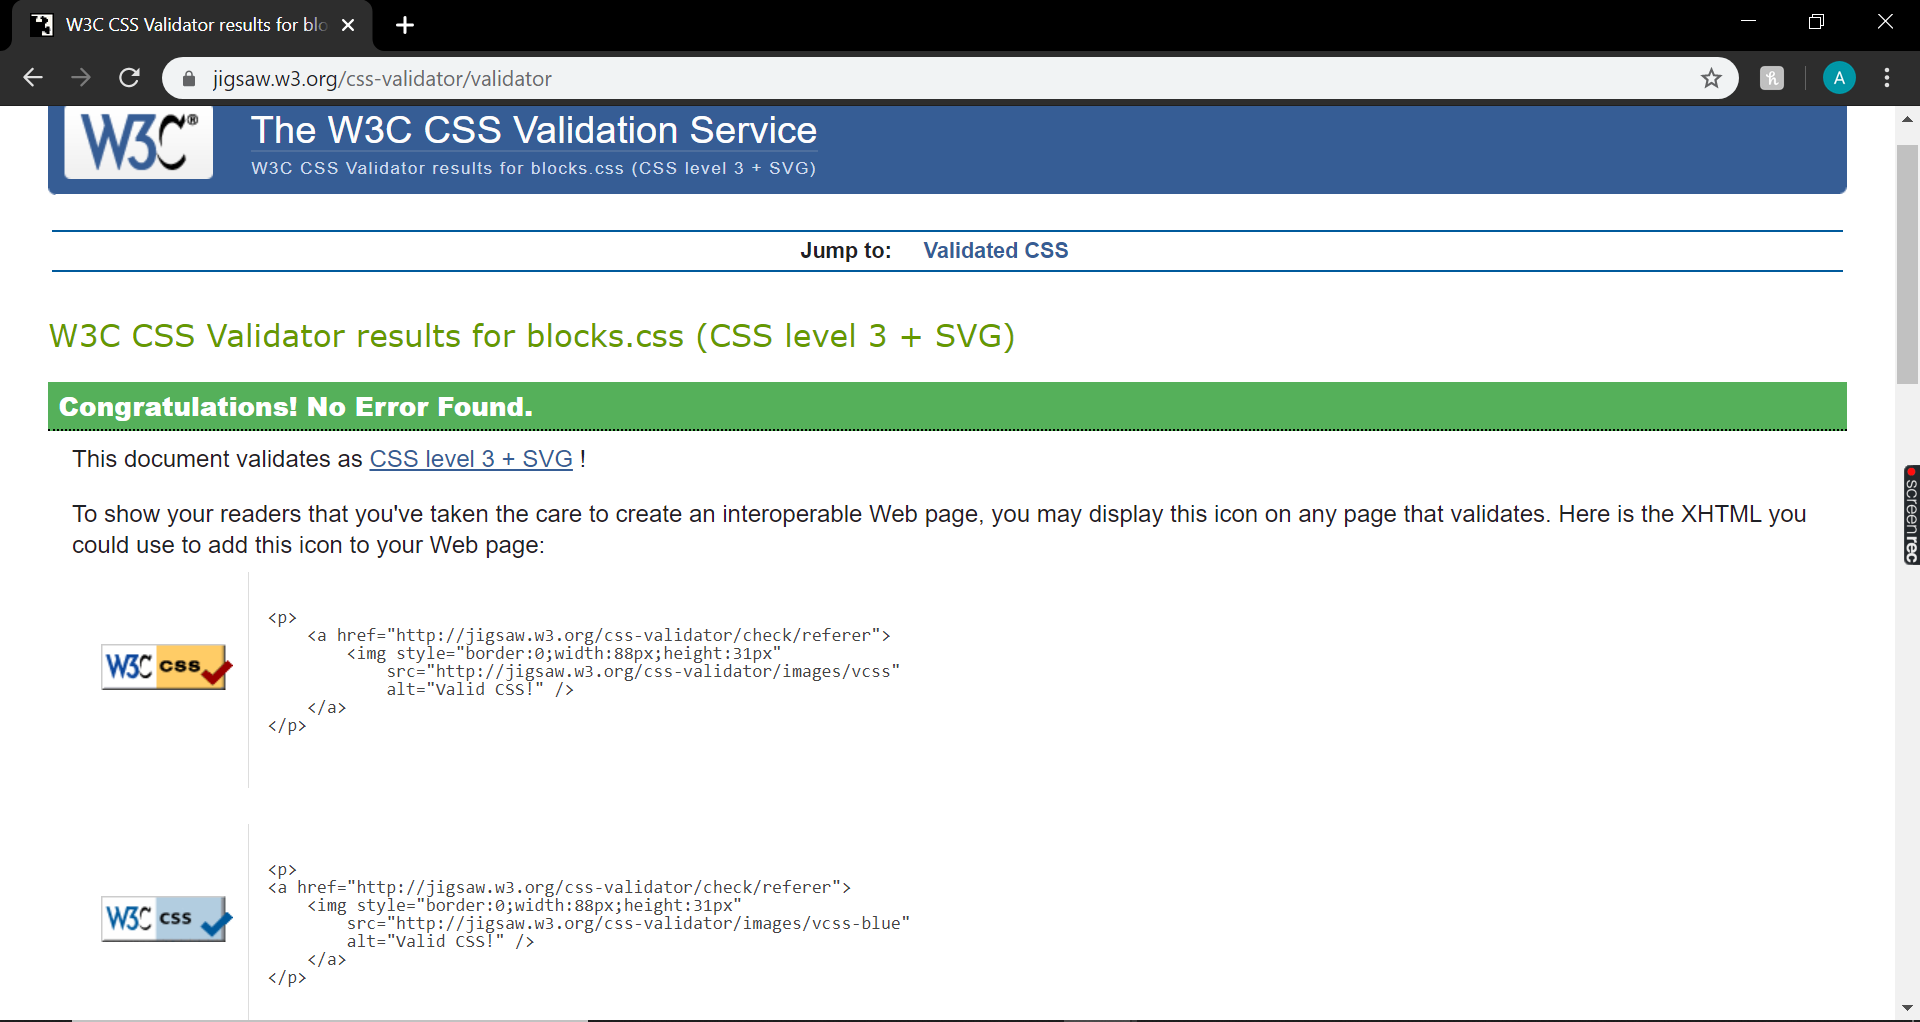 W3C CSS Validator results for blo
jigsaw.w3.org/css-validator/validator
A
W3C®
The W3C CSS Validation Service
W3C CSS Validator results for blocks.css (CSS level 3 + SVG)
Jump to: Validated CSS
W3C CSS Validator results for blocks.css (CSS level 3 + SVG)
Congratulations! No Error Found.
This document validates as CSS level 3 + SVG !
To show your readers that you've taken the care to create an interoperable Web page, you may display this icon on any page that validates. Here is the XHTML you
could use to add this icon to your Web page:
screenrec
W3C css
<p>
<a href="http://jigsaw.w3.org/css-validator/check/referer">
<img style="border:0;width:88px;height:31px"
src="http://jigsaw.w3.org/css-validator/images/vcss"
alt="Valid CSS!" />
</a>
</p>
W3C css
<p>
<a href="http://jigsaw.w3.org/css-validator/check/referer">
<img style="border:0;width:88px;height:31px"
src="http://jigsaw.w3.org/css-validator/images/vcss-blue"
alt="Valid CSS!" />
</a>
</p>